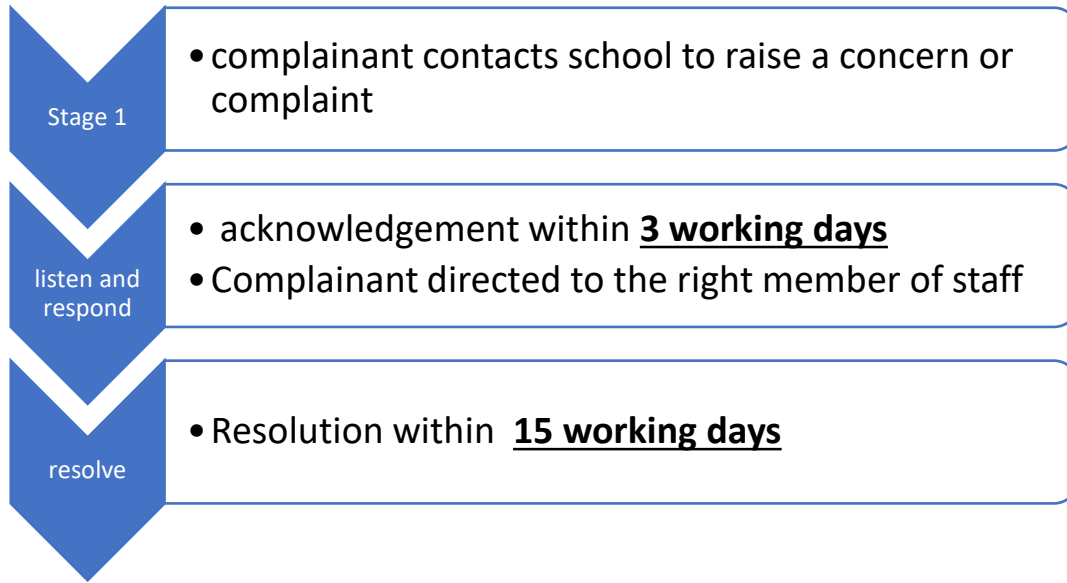 Stage 1
• complainant contacts school to raise a concern or
complaint
listen and
respond
• acknowledgement within 3 working days
• Complainant directed to the right member of staff
resolve
• Resolution within 15 working days